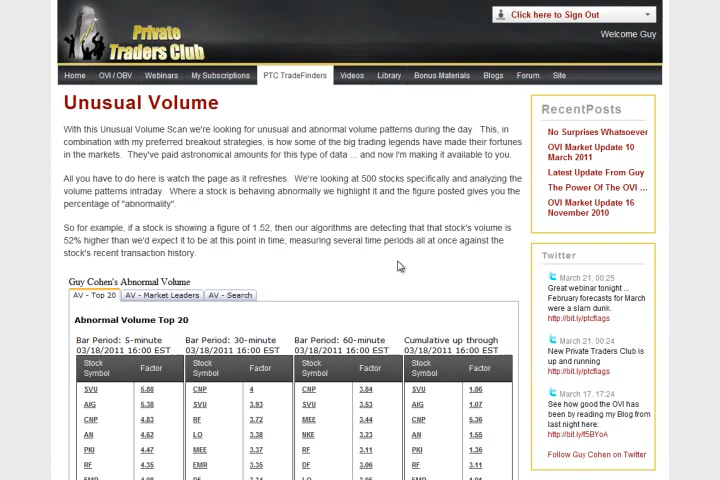 Private
Traders Club
Click here to Sign Out
Welcome Guy
Home OVI / OBV Webinars My Subscriptions PTC TradeFinders Videos Library Bonus Materials Blogs Forum Site
Unusual Volume
With this Unusual Volume Scan we're looking for unusual and abnormal volume patterns during the day. This, in
combination with my preferred breakout strategies, is how some of the big trading legends have made their fortunes
in the markets. They've paid astronomical amounts for this type of data ... and now I'm making it available to you.
All you have to do here is watch the page as it refreshes. We're looking at 500 stocks specifically and analyzing the
volume patterns intraday. Where a stock is behaving abnormally we highlight it and the figure posted gives you the
percentage of "abnormality".
So for example, if a stock is showing a figure of 1.52, then our algorithms are detecting that that stock's volume is
52% higher than we'd expect it to be at this point in time, measuring several time periods all at once against the
stock's recent transaction history.
Guy Cohen's Abnormal Volume
AV - Top 20 AV - Market Leaders AV - Search
Abnormal Volume Top 20
Bar Period: 5-minute Bar Period: 30-minute Bar Period: 60-minute Cumulative up through
03/18/2011 16:00 EST 03/18/2011 16:00 EST 03/18/2011 16:00 EST 03/18/2011 16:00 EST
Stock Symbol Factor Stock Symbol Factor Stock Symbol Factor Stock Symbol Factor
SVU 5.88 CNP 4 CNP 3.84 SVU 1.86
AIG 5.38 SVU 3.93 SVU 3.53 AIG 1.07
CNP 4.83 RF 3.72 MEE 3.44 CNP 5.36
AN 4.62 LO 3.38 NKE 3.23 AN 1.55
PKI 4.47 MEE 3.37 RF 3.11 PKI 1.36
RF 4.35 EMR 3.35 DF 3.06 RF 3.11
RecentPosts
No Surprises Whatsoever
OVI Market Update 10
March 2011
Latest Update From Guy
The Power Of The OVI ...
OVI Market Update 16
November 2010
Twitter
March 21, 00:25
Great webinar tonight ...
February forecasts for March
were a slam dunk.
http://bit.ly/ptcflags
March 21, 00:24
New Private Traders Club is
up and running
http://bit.ly/ptcflags
March 17, 17:24
See how good the OVI has
been by reading my Blog from
last night here:
http://bit.ly/f5BYoA
Follow Guy Cohen on Twitter